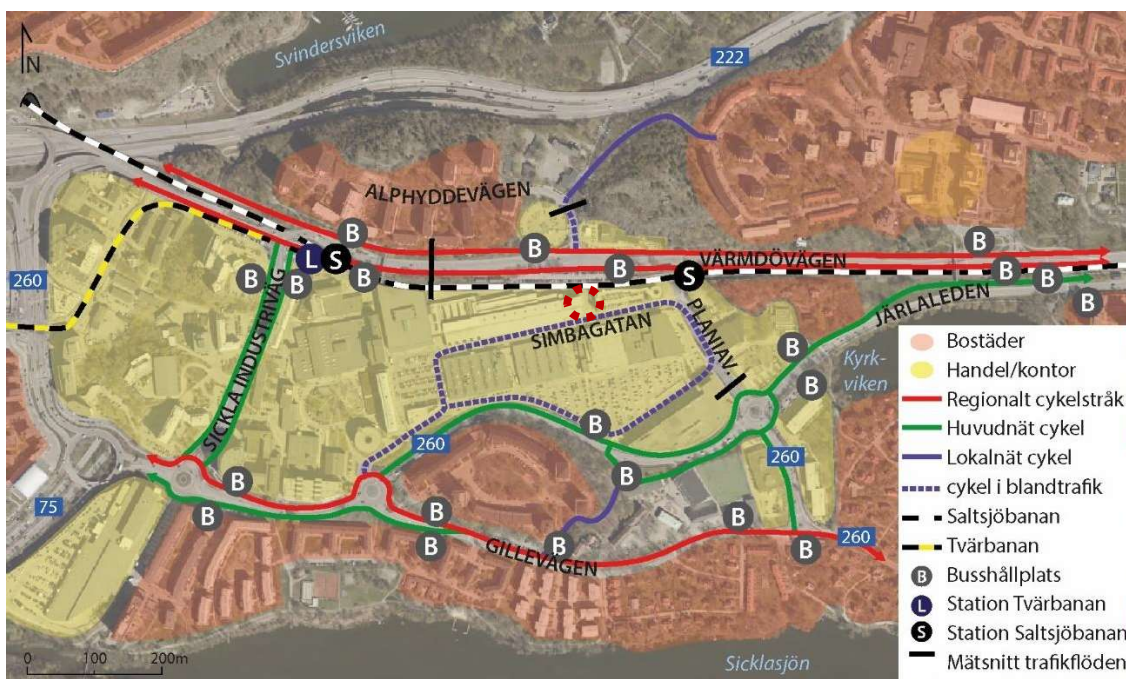 Svindersviken
N
222
ALPHYDDEVÄGEN
B
B
B
VÄRMDÖVÄGEN
L
S
B
B
S
B
B
B
B
B
260
SICKLA INDUSTRIVÄG
SIMBAGATAN
PLANIAV.
JÄRLALEDEN
B
Kyrk-
viken
B
B
260
260
B
B
75
B
B
B
B
B
B
260
GILLEVÄGEN
0 100 200m
Sicklasjön
Bostäder
Handel/kontor
Regionalt cykelstråk
Huvudnät cykel
Lokalnät cykel
cykel i blandtrafik
Saltsjöbanan
Tvärbanan
B Busshållplats
L Station Tvärbanan
S Station Saltsjöbanan
Mätsnitt trafikflöden